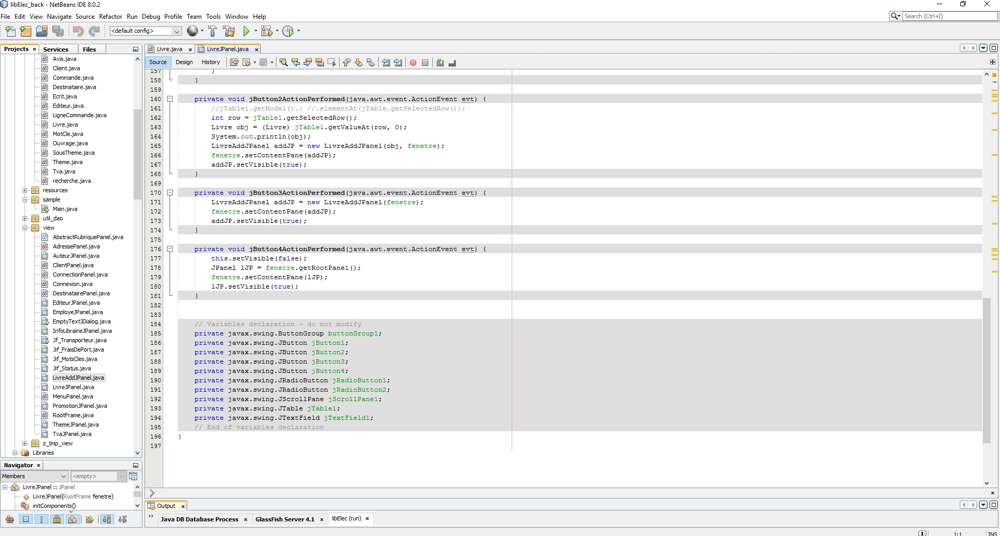 libElec_back - NetBeans IDE 8.0.2
File Edit View Navigate Source Refactor Run Debug Profile Team Tools Window Help
Search (Ctrl+I)
<default config>
Projects x Services Files
Avis.java
Client.java
Commande.java
Destinataire.java
Ecrit.java
Editeur.java
LigneCommande.java
Livre.java
MotCle.java
Ouvrage.java
SousTheme.java
Theme.java
Tva.java
recherche.java
resources
sample
Main.java
util_dao
view
AbstractRubriquePanel.java
AdressePanel.java
AuteurJPanel.java
ClientPanel.java
ConnectionPanel.java
Connexion.java
DestinatairePanel.java
EditeurJPanel.java
EmployeJPanel.java
EmptyTextJDialog.java
InfoLibrairieJPanel.java
Jf_Transporteur.java
Jif_FraisDePort.java
Jif_MotsCles.java
Jif_Status.java
LivreAddJPanel.java
LivreJPanel.java
MenuPanel.java
PromotionJPanel.java
RootFrame.java
ThemeJPanel.java
TvaJPanel.java
z_tmp_view
Libraries
Navigator x
Members <empty>
LivreJPanel :: JPanel
LivreJPanel(RootFrame fenetre)
initComponents()
Livre.java x LivreJPanel.java x
Source Design History
157 }
158 }
159
160 private void jButton2ActionPerformed(java.awt.event.ActionEvent evt) {
161 //jTable1.getModel().; //.elementAt(jTable.getSelectedRow());
162 int row = jTable1.getSelectedRow();
163 Livre obj = (Livre) jTable1.getValueAt(row, 0);
164 System.out.println(obj);
165 LivreAddJPanel addJP = new LivreAddJPanel(obj, fenetre);
166 fenetre.setContentPane(addJP);
167 addJP.setVisible(true);
168 }
169
170 private void jButton3ActionPerformed(java.awt.event.ActionEvent evt) {
171 LivreAddJPanel addJP = new LivreAddJPanel(fenetre);
172 fenetre.setContentPane(addJP);
173 addJP.setVisible(true);
174 }
175
176 private void jButton4ActionPerformed(java.awt.event.ActionEvent evt) {
177 this.setVisible(false);
178 JPanel lJP = fenetre.getRootPane1();
179 fenetre.setContentPane(lJP);
180 lJP.setVisible(true);
181 }
182
183
184 // Variables declaration - do not modify
185 private javax.swing.ButtonGroup buttonGroup1;
186 private javax.swing.JButton jButton1;
187 private javax.swing.JButton jButton2;
188 private javax.swing.JButton jButton3;
189 private javax.swing.JButton jButton4;
190 private javax.swing.JRadioButton jRadioButton1;
191 private javax.swing.JRadioButton jRadioButton2;
192 private javax.swing.JScrollPane jScrollPane1;
193 private javax.swing.JTable jTable1;
194 private javax.swing.JTextField jTextField1;
195 // End of variables declaration
196 }
197
Output x
Java DB Database Process x GlassFish Server 4.1 x libElec (run) x
1 1:1 INS